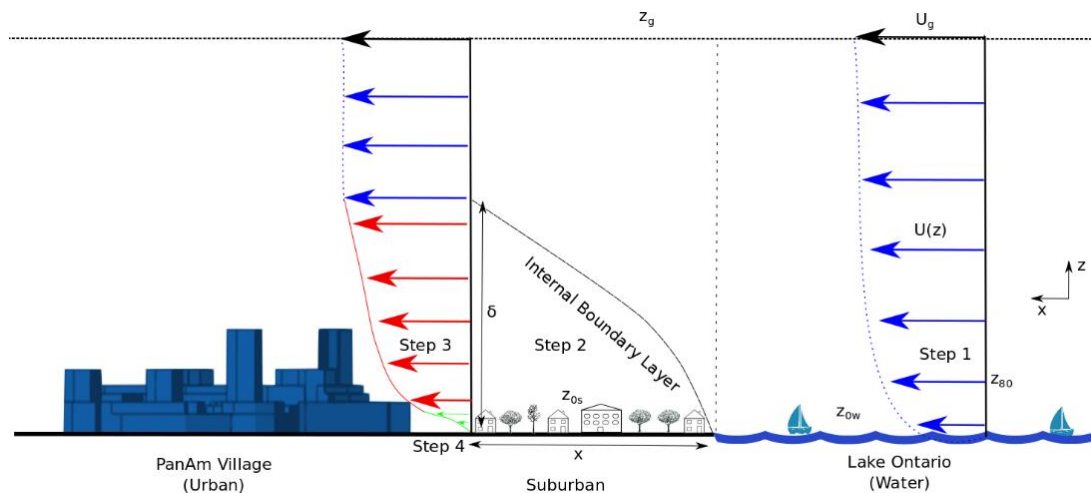 z_g
U_g
U(z)
z
x
Internal Boundary Layer
δ
Step 3
Step 2
Step 1
z_80
z_0s
z_0w
Step 4
x
PanAm Village
(Urban)
Suburban
Lake Ontario
(Water)